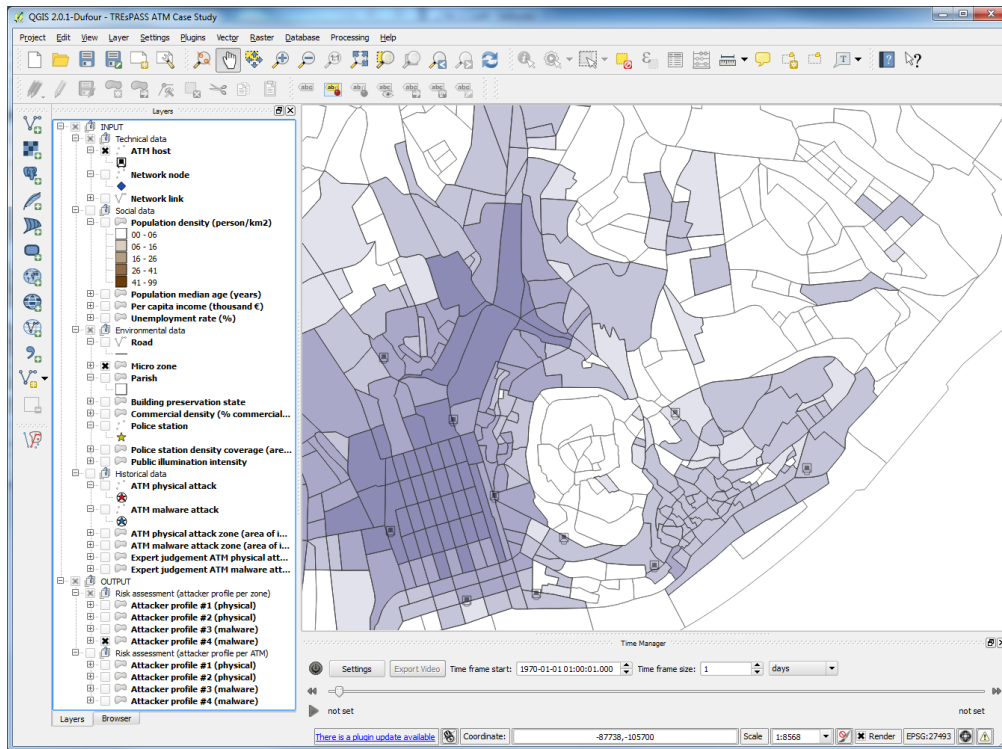 QGIS 2.0.1-Dufour - TREsPASS ATM Case Study
Project Edit View Layer Settings Plugins Vector Raster Database Processing Help
Layers
INPUT
Technical data
ATM host
Network node
Network link
Social data
Population density (person/km2)
00 - 06
06 - 16
16 - 26
26 - 41
41 - 99
Population median age (years)
Per capita income (thousand €)
Unemployment rate (%)
Environmental data
Road
Micro zone
Parish
Building preservation state
Commercial density (% commercial...
Police station
Police station density coverage (are...
Public illumination intensity
Historical data
ATM physical attack
ATM malware attack
ATM physical attack zone (area of i...
ATM malware attack zone (area of i...
Expert judgement ATM physical att...
Expert judgement ATM malware att...
OUTPUT
Risk assessment (attacker profile per zone)
Attacker profile #1 (physical)
Attacker profile #2 (physical)
Attacker profile #3 (malware)
Attacker profile #4 (malware)
Risk assessment (attacker profile per ATM)
Attacker profile #1 (physical)
Attacker profile #2 (physical)
Attacker profile #3 (malware)
Attacker profile #4 (malware)
Layers Browser
Time Manager
Settings Export Video Time frame start: 1970-01-01 01:00:01.000 Time frame size: 1 days
not set not set
There is a plugin update available Coordinate: -87738,-105700 Scale 1:8568 Render EPSG:27493